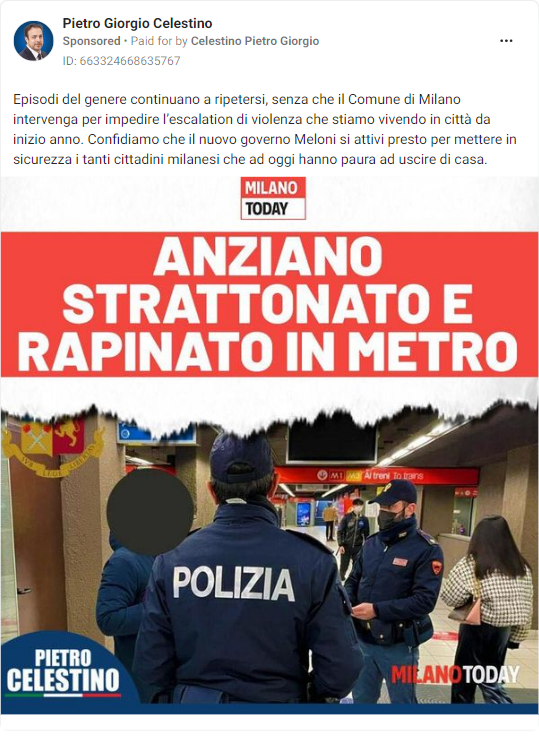 Pietro Giorgio Celestino
Sponsored • Paid for by Celestino Pietro Giorgio
ID: 663324668635767
Episodi del genere continuano a ripetersi, senza che il Comune di Milano
intervenga per impedire l'escalation di violenza che stiamo vivendo in città da
inizio anno. Confidiamo che il nuovo governo Meloni si attivi presto per mettere in
sicurezza i tanti cittadini milanesi che ad oggi hanno paura ad uscire di casa.
MILANO
TODAY
ANZIANO
STRATTONATO E
RAPINATO IN METRO
M1 M3 Ai treni To trains
POLIZIA
PIETRO
CELESTINO
MILANOTODAY